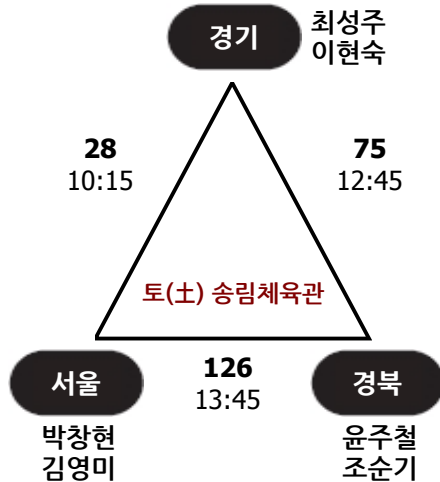 경기
최성주
이현숙
28
10:15
75
12:45
토(土) 송림체육관
서울
126
13:45
경북
박창현
김영미
윤주철
조순기